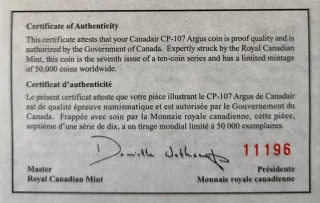 Certificate of Authenticity
This certificate attests that your Canadair CP-107 Argus coin is proof quality and is
authorized by the Government of Canada. Expertly struck by the Royal Canadian
Mint, this coin is the seventh issue of a ten-coin series and has a limited mintage
of 50,000 coins worldwide.
Certificat d'authenticité
Le présent certificat atteste que votre pièce illustrant le CP-107 Argus de Canadair
est de qualité épreuve numismatique et est autorisée par le Gouvernement du
Canada. Frappée avec soin par la Monnaie royale canadienne, cette pièce,
septième d'une série de dix, a un tirage mondial limité à 50 000 exemplaires.
11196
Master Présidente
Royal Canadian Mint Monnaie royale canadienne